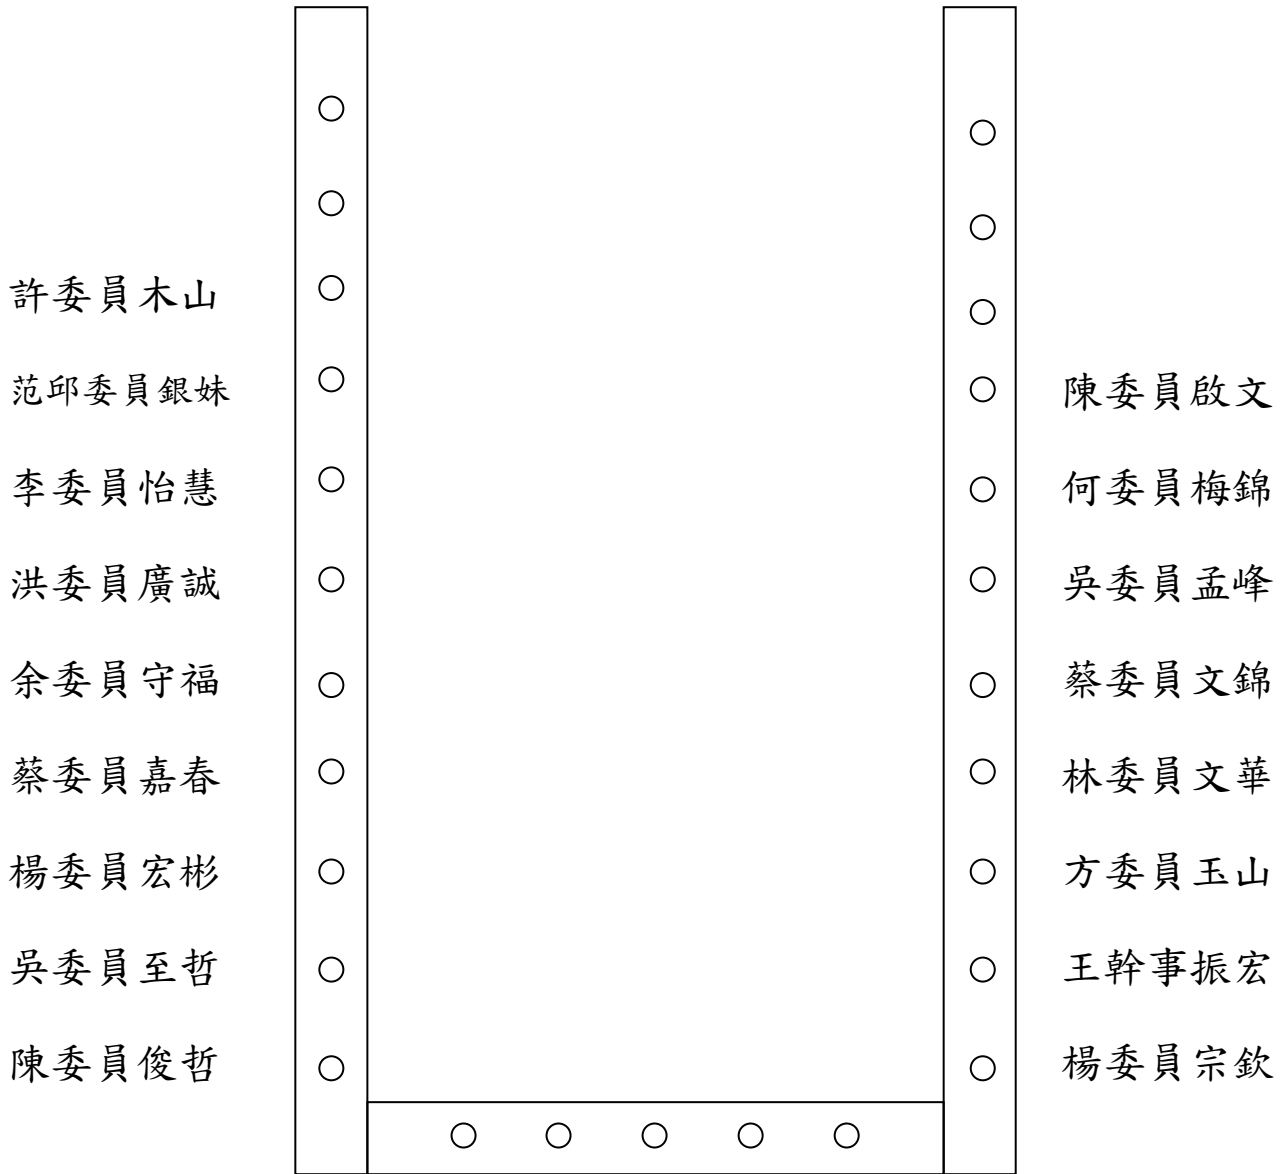 許委員木山
范邱委員銀妹
李委員怡慧
洪委員廣誠
余委員守福
蔡委員嘉春
楊委員宏彬
吳委員至哲
陳委員俊哲
陳委員啟文
何委員梅錦
吳委員孟峰
蔡委員文錦
林委員文華
方委員玉山
王幹事振宏
楊委員宗欽